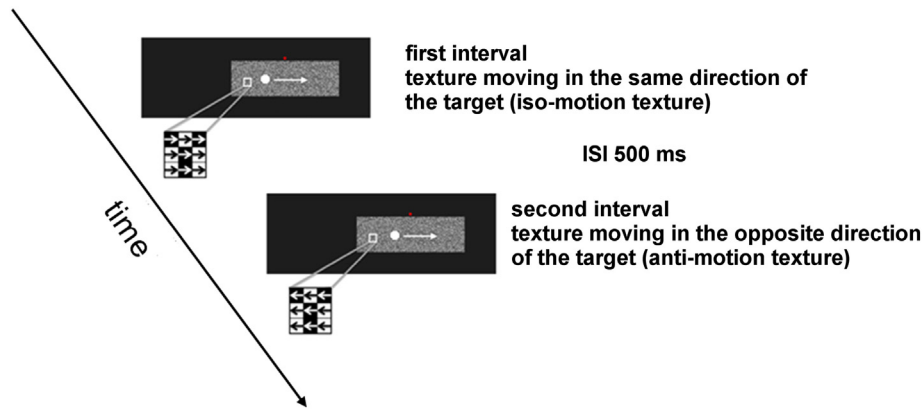 first interval
texture moving in the same direction of
the target (iso-motion texture)
ISI 500 ms
time
second interval
texture moving in the opposite direction
of the target (anti-motion texture)